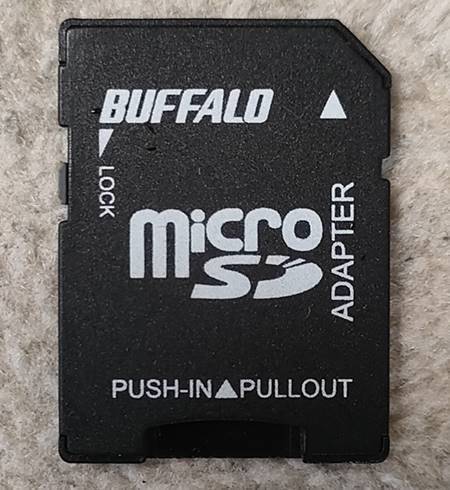 BUFFALO
LOCK
micro
SD
ADAPTER
PUSH-IN▲PULLOUT